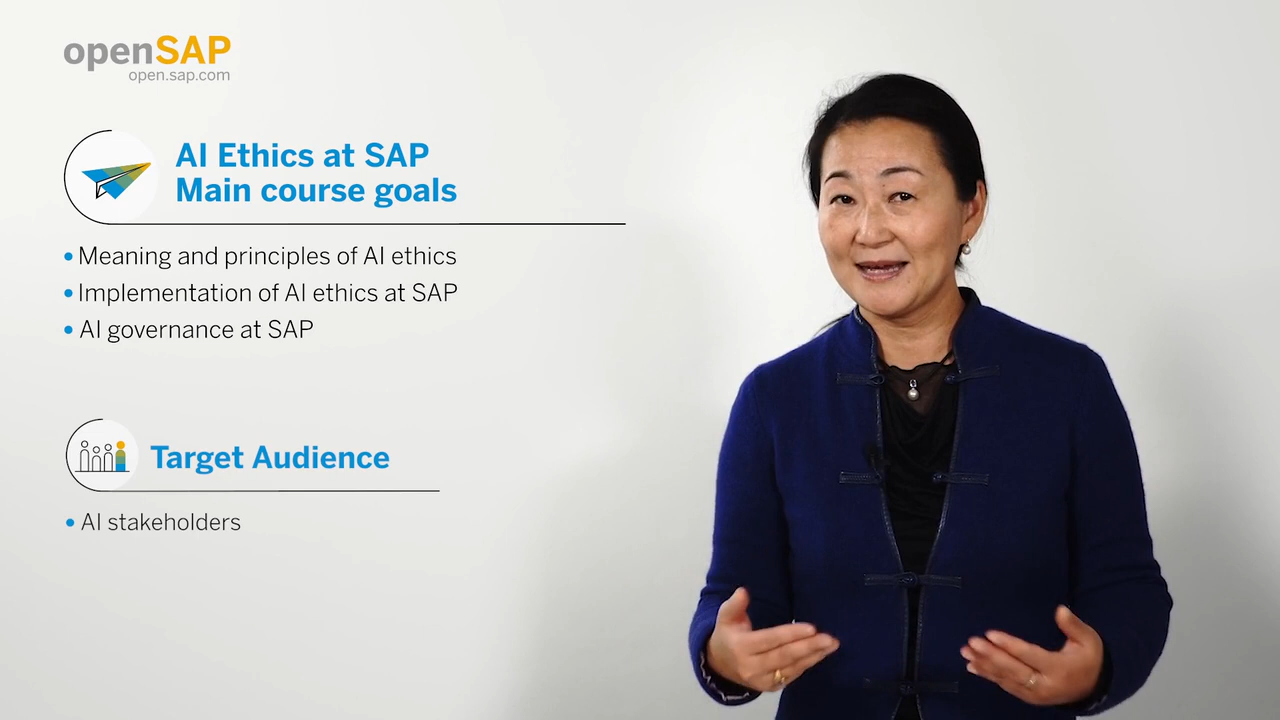 openSAP
open.sap.com
AI Ethics at SAP
Main course goals
• Meaning and principles of AI ethics
• Implementation of AI ethics at SAP
• AI governance at SAP
Target Audience
• AI stakeholders